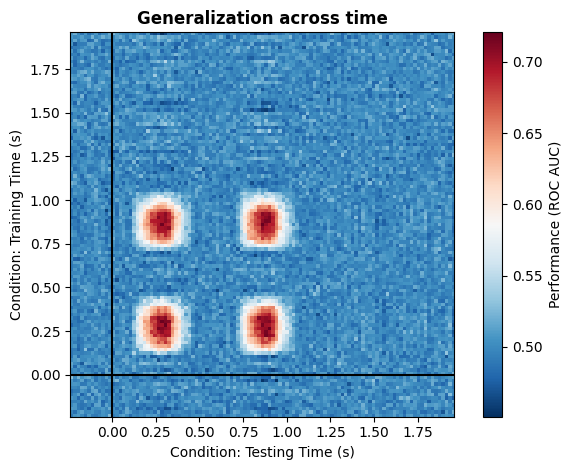 Generalization across time
Condition: Training Time (s)
1.75
1.50
1.25
1.00
0.75
0.50
0.25
0.00
0.00 0.25 0.50 0.75 1.00 1.25 1.50 1.75
Condition: Testing Time (s)
0.70
0.65
0.60
0.55
0.50
Performance (ROC AUC)